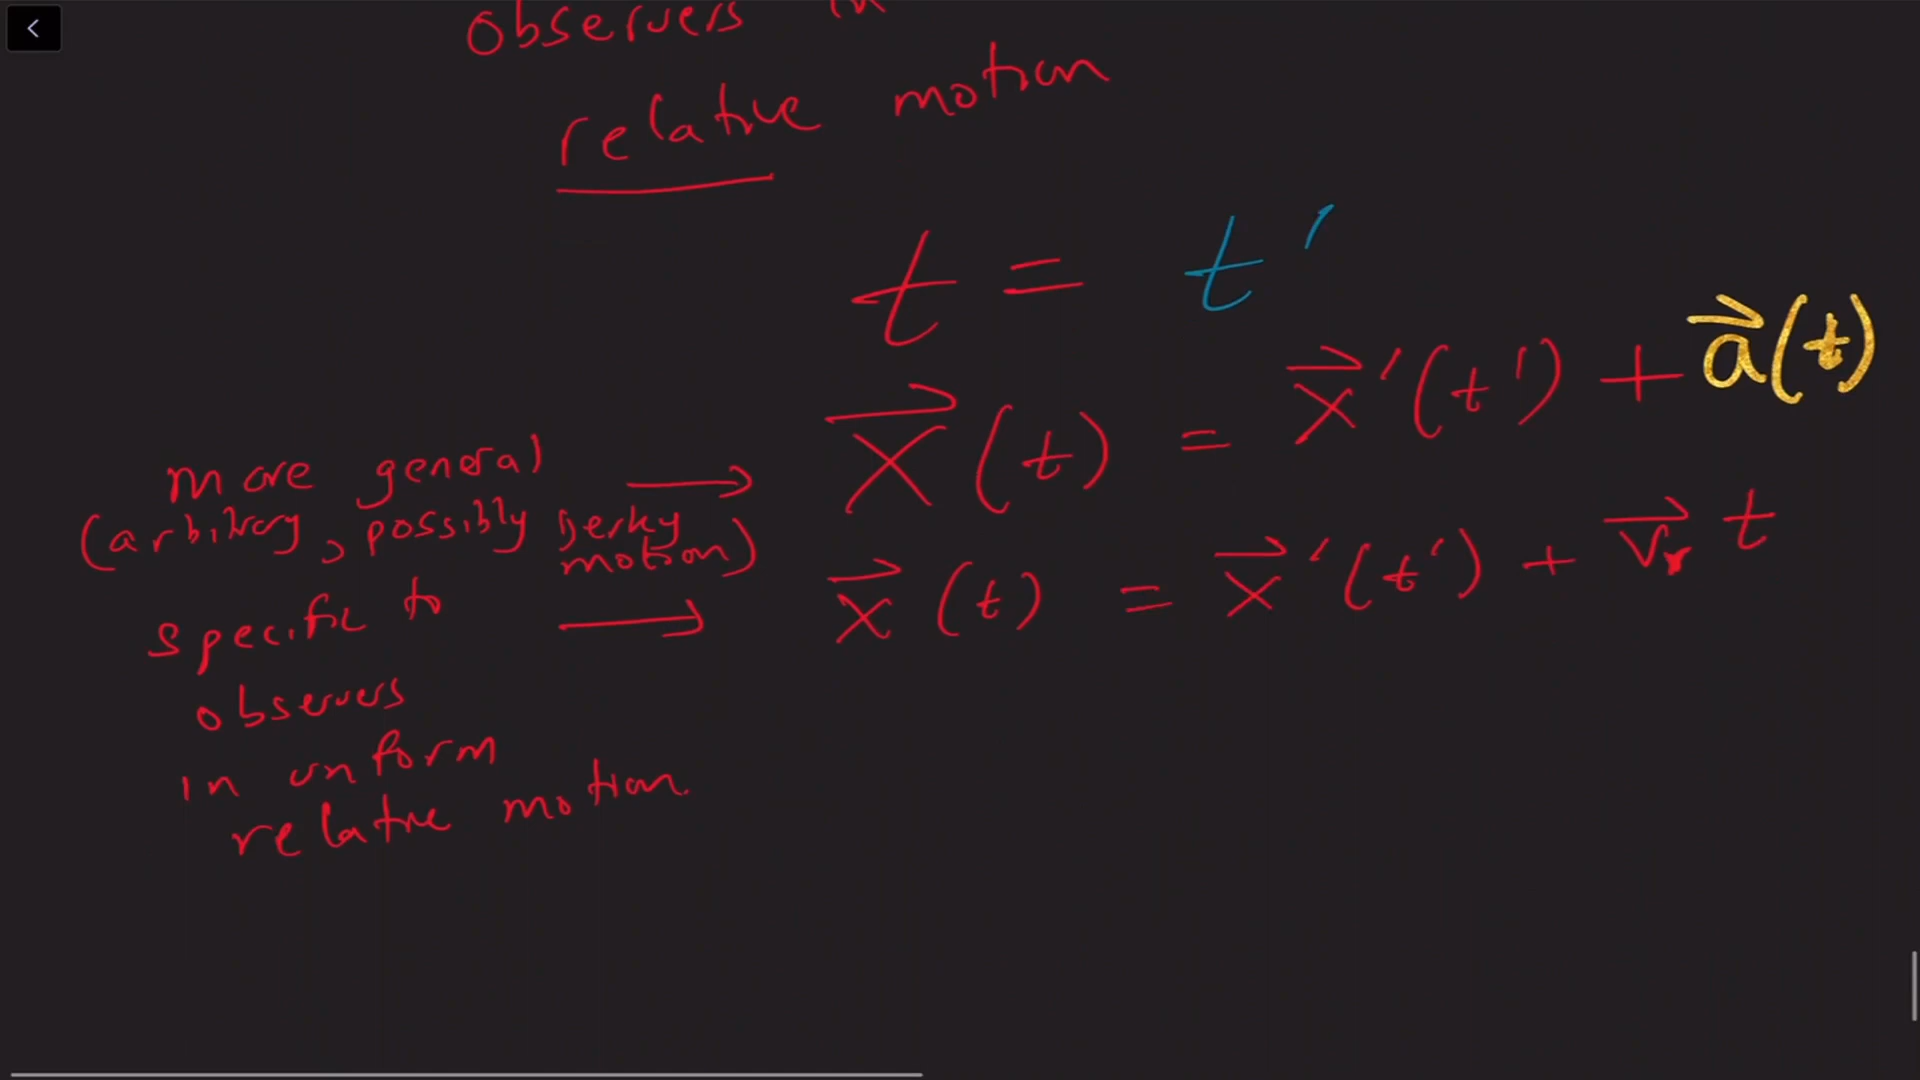 observers in
relative motion
t = t'
x⃗(t) = x⃗'(t') + a⃗(t)
more general →
(arbitrary, possibly jerky
motion)
x⃗(t) = x⃗'(t') + v⃗r t
specific to →
observers
in uniform
relative motion.